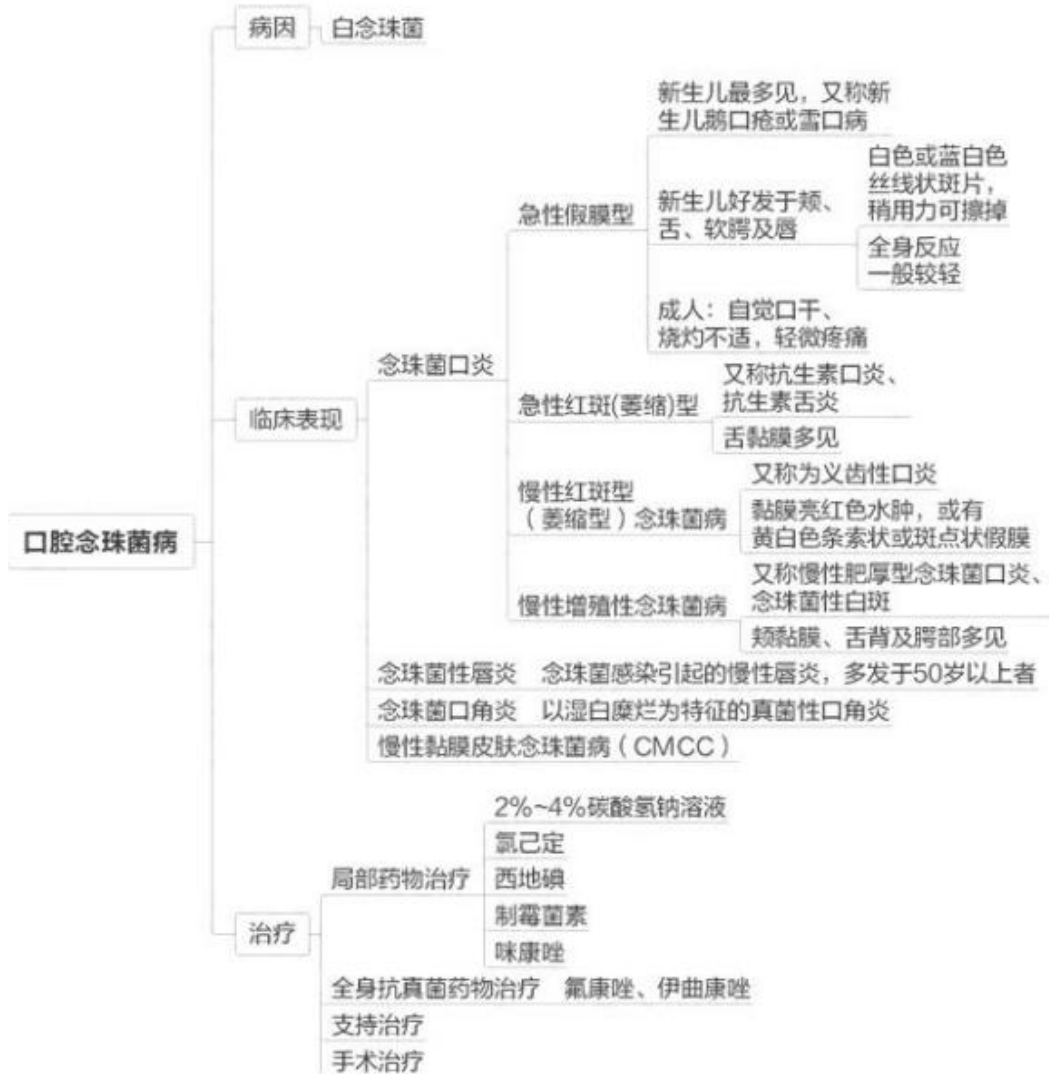 病因
白念珠菌
新生儿最多见，又称新
生儿鹅口疮或雪口病
白色或蓝白色
丝线状斑片，
稍用力可擦掉
急性假膜型
新生儿好发于颊、
舌、软腭及唇
全身反应
一般较轻
成人：自觉口干、
烧灼不适，轻微疼痛
念珠菌口炎
又称抗生素口炎、
抗生素舌炎
急性红斑(萎缩)型
舌黏膜多见
临床表现
又称为义齿性口炎
慢性红斑型
（萎缩型）念珠菌病
黏膜亮红色水肿，或有
黄白色条索状或斑点状假膜
口腔念珠菌病
又称慢性肥厚型念珠菌口炎、
念珠菌性白斑
慢性增殖性念珠菌病
颊黏膜、舌背及腭部多见
念珠菌性唇炎 念珠菌感染引起的慢性唇炎，多发于50岁以上者
念珠菌口角炎 以湿白糜烂为特征的真菌性口角炎
慢性黏膜皮肤念珠菌病（CMCC）
2%~4%碳酸氢钠溶液
氯己定
局部药物治疗
西地碘
制霉菌素
治疗
咪康唑
全身抗真菌药物治疗 氟康唑、伊曲康唑
支持治疗
手术治疗